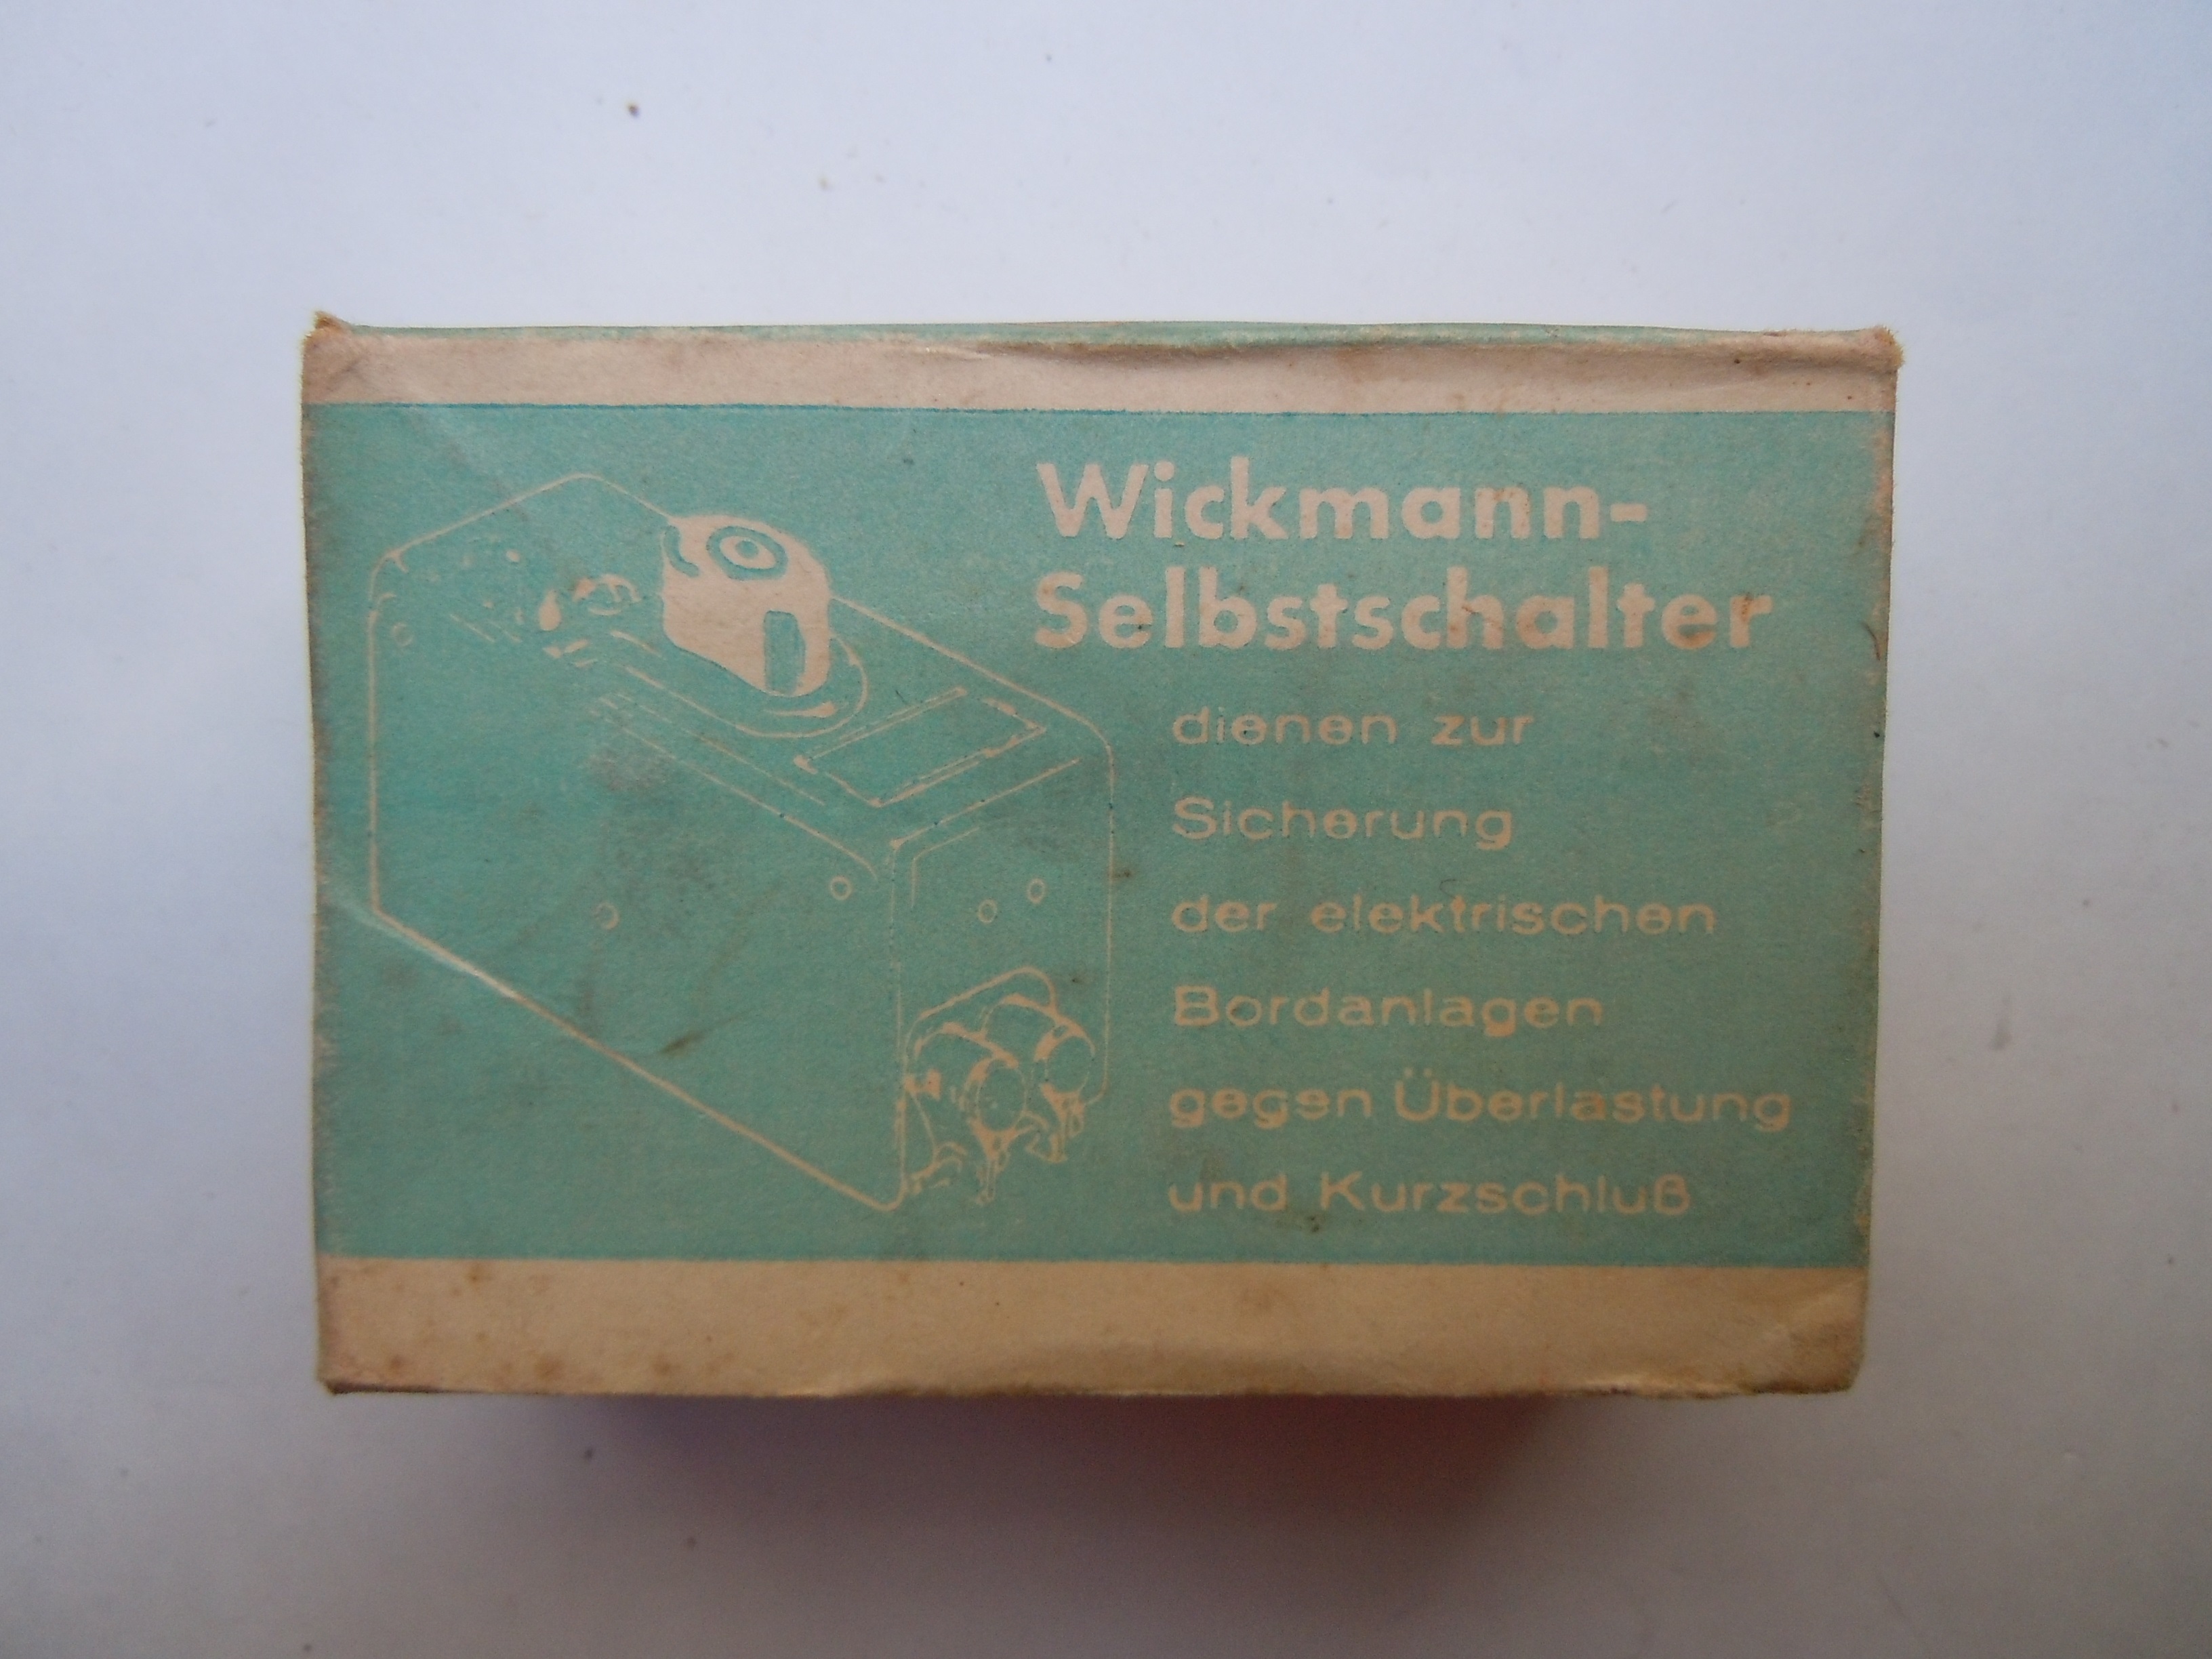 Wickmann-
Selbstschalter
dienen zur
Sicherung
der elektrischen
Bordanlagen
gegen Überlastung
und Kurzschluß